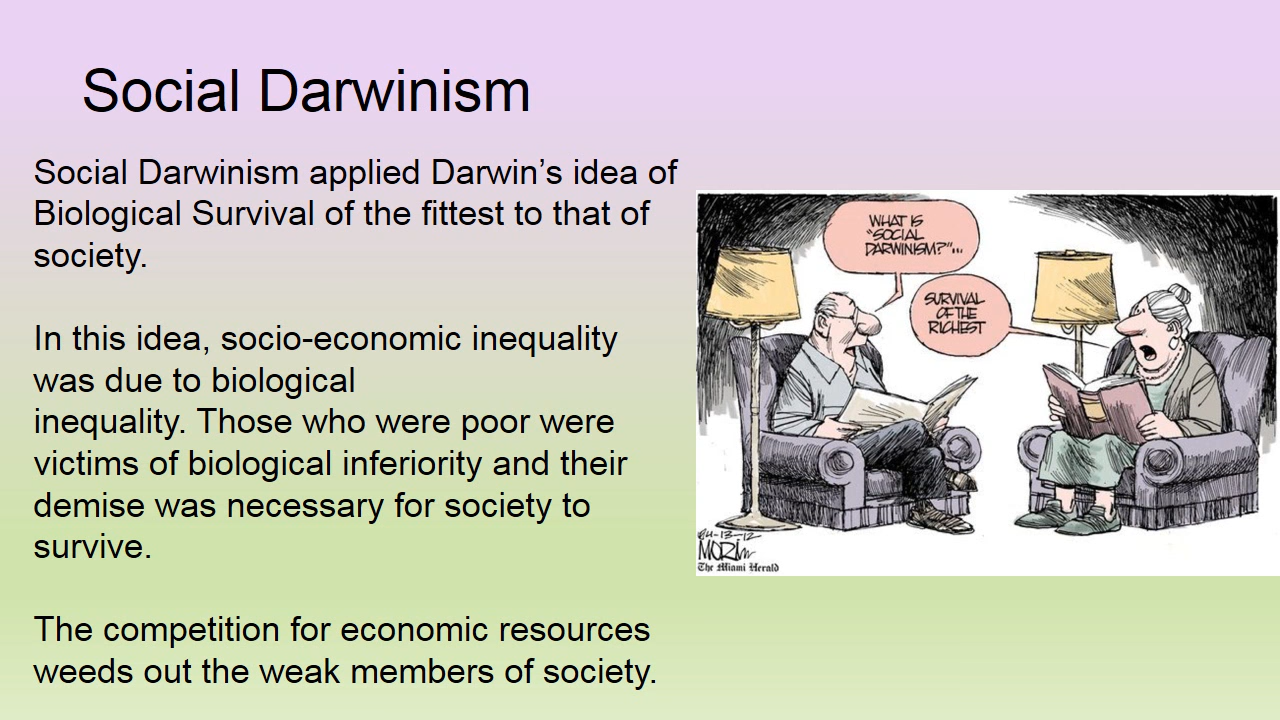 Social Darwinism
Social Darwinism applied Darwin’s idea of
Biological Survival of the fittest to that of
society.
In this idea, socio-economic inequality
was due to biological
inequality. Those who were poor were
victims of biological inferiority and their
demise was necessary for society to
survive.
The competition for economic resources
weeds out the weak members of society.
WHAT IS
“SOCIAL
DARWINISM?”...
SURVIVAL
OF THE
RICHEST
MORIN
The Miami Herald